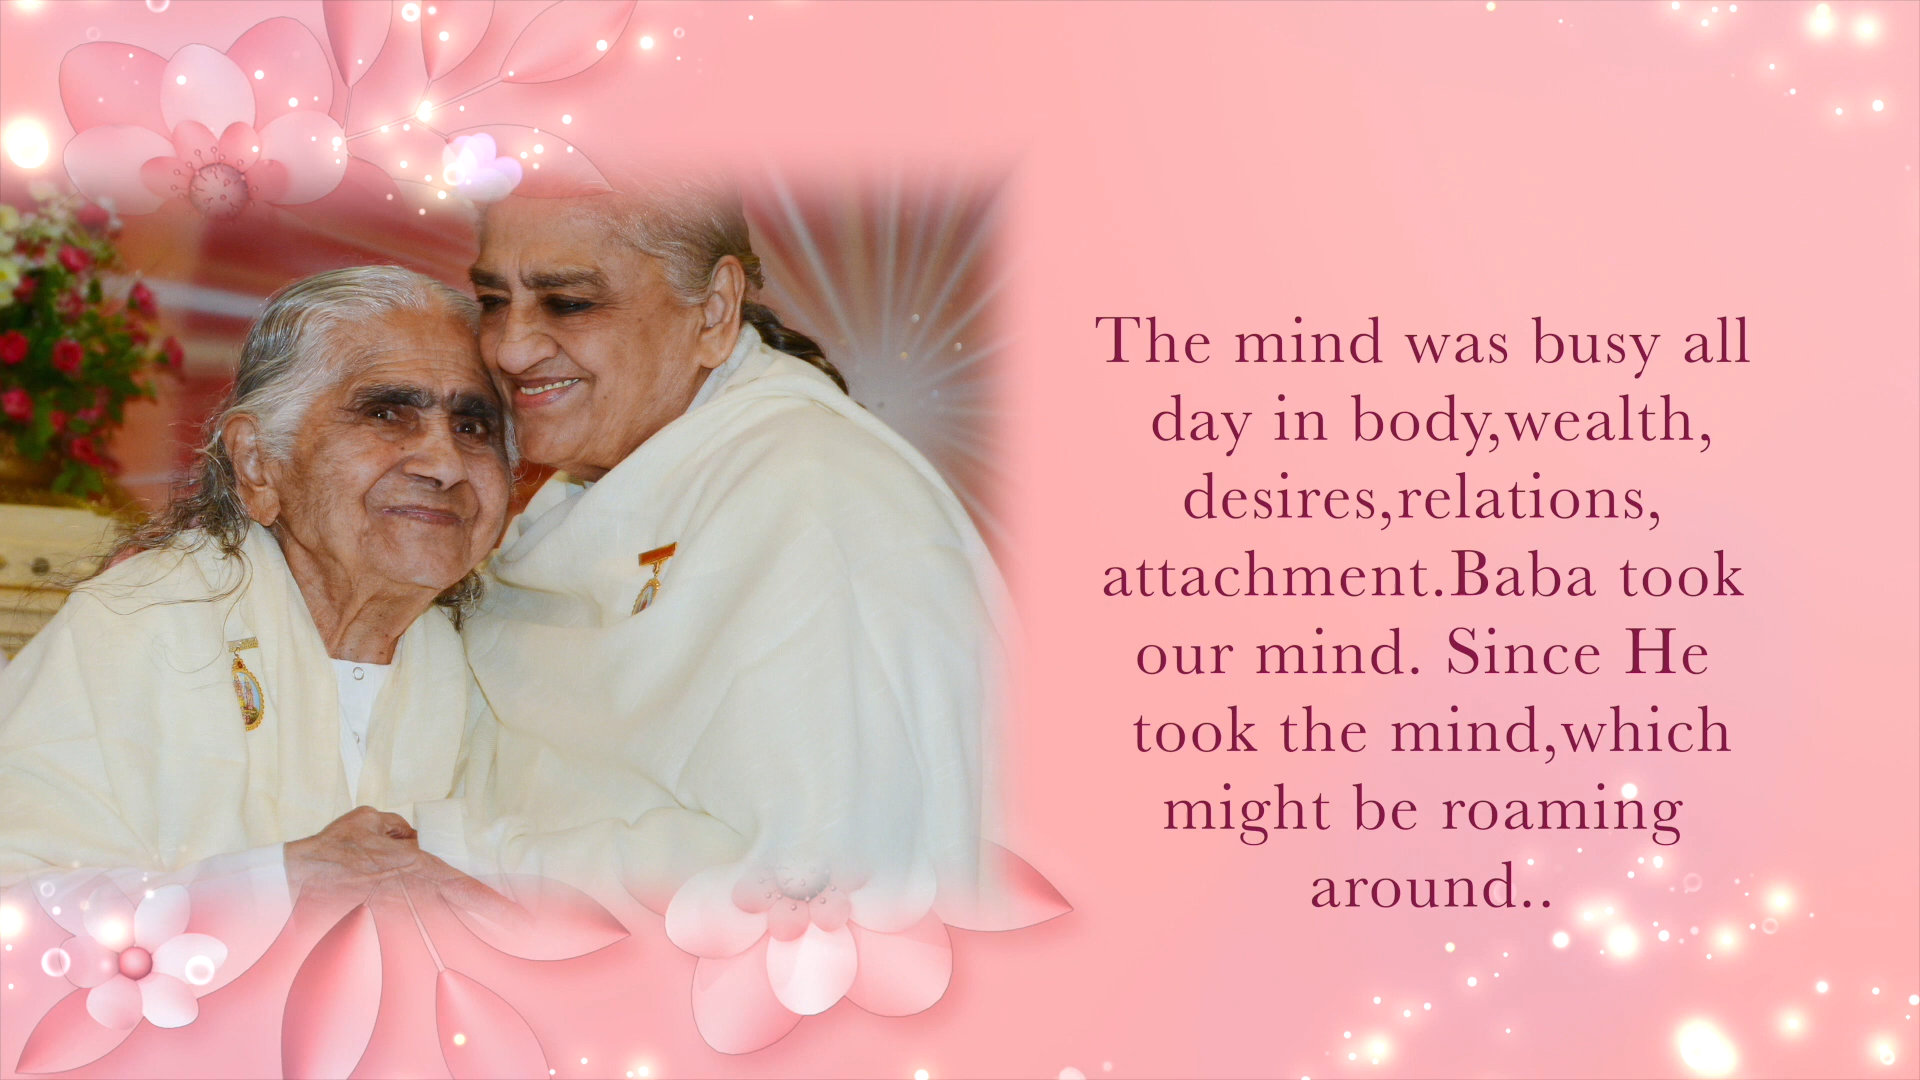 The mind was busy all
day in body,wealth,
desires,relations,
attachment.Baba took
our mind. Since He
took the mind,which
might be roaming
around..